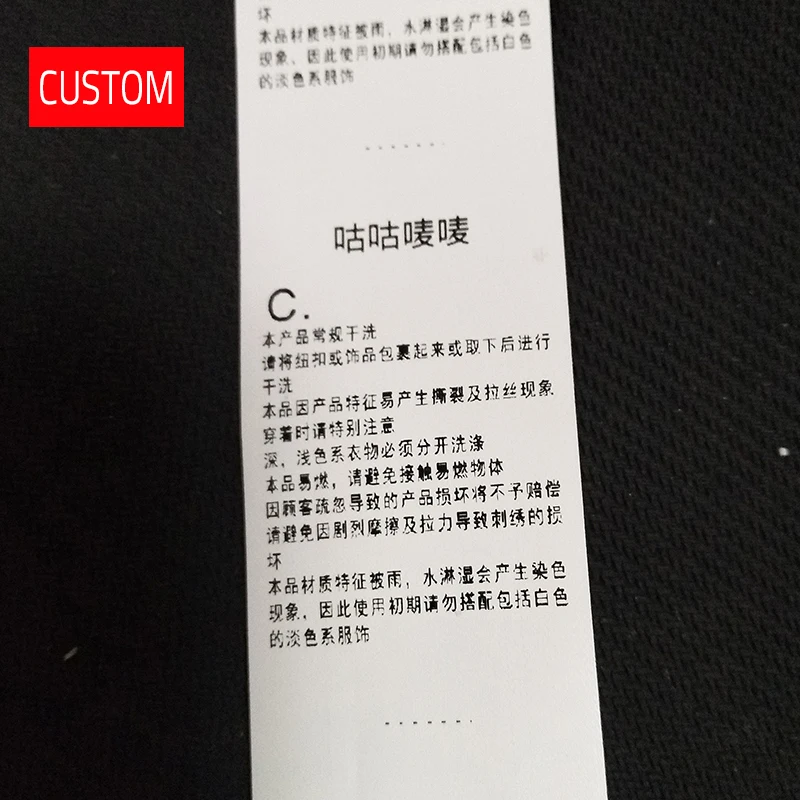 坏
本品材质特征被雨，水淋湿会产生染色
现象，因此使用初期请勿搭配包括白色
的淡色系服饰
CUSTOM
咕咕唛唛
C.
本产品常规干洗
请将纽扣或饰品包裹起来或取下后进行
干洗
本品因产品特征易产生撕裂及拉丝现象
穿着时请特别注意
深，浅色系衣物必须分开洗涤
本品易燃，请避免接触易燃物体
因顾客疏忽导致的产品损坏将不予赔偿
请避免因剧烈摩擦及拉力导致刺绣的损
坏
本品材质特征被雨，水淋湿会产生染色
现象，因此使用初期请勿搭配包括白色
的淡色系服饰